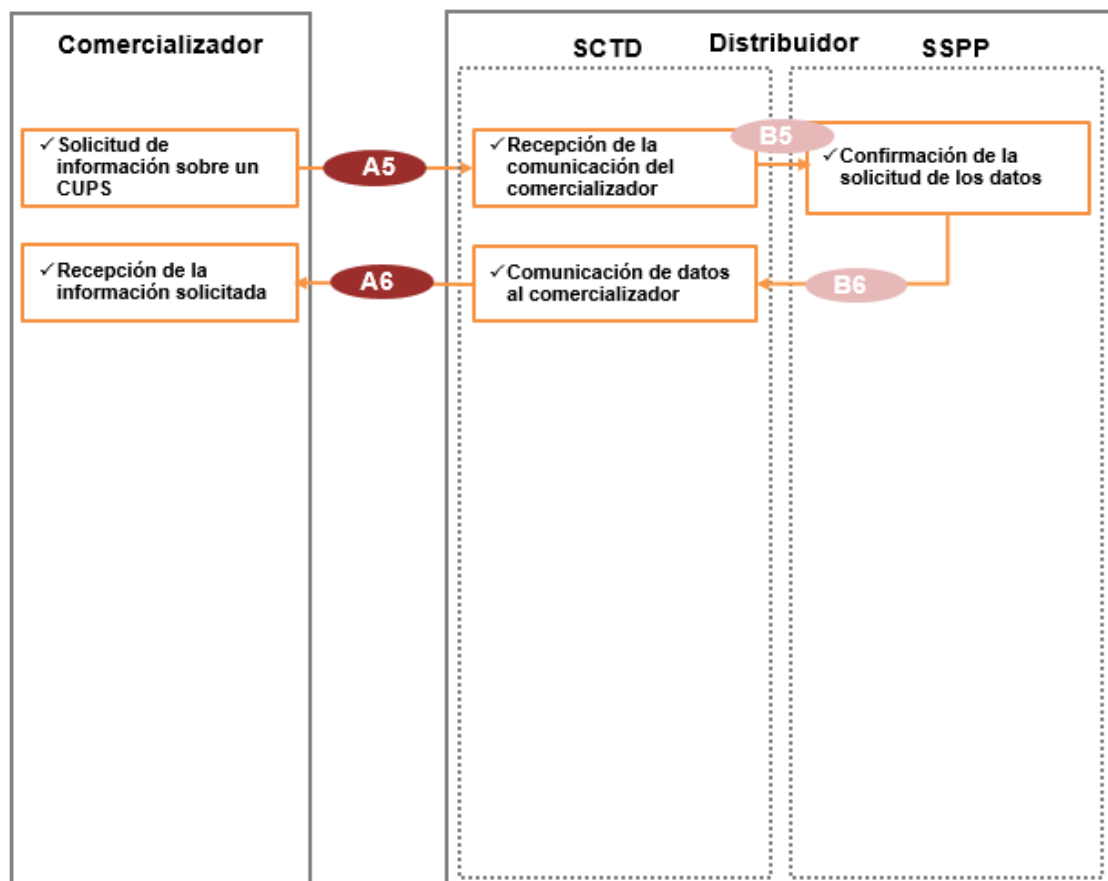 Comercializador
Distribuidor
SCTD
SSPP
✓ Solicitud de
información sobre un
CUPS
A5
✓ Recepción de la
comunicación del
comercializador
B5
✓ Confirmación de la
solicitud de los datos
✓ Recepción de la
información solicitada
A6
✓ Comunicación de datos
al comercializador
B6